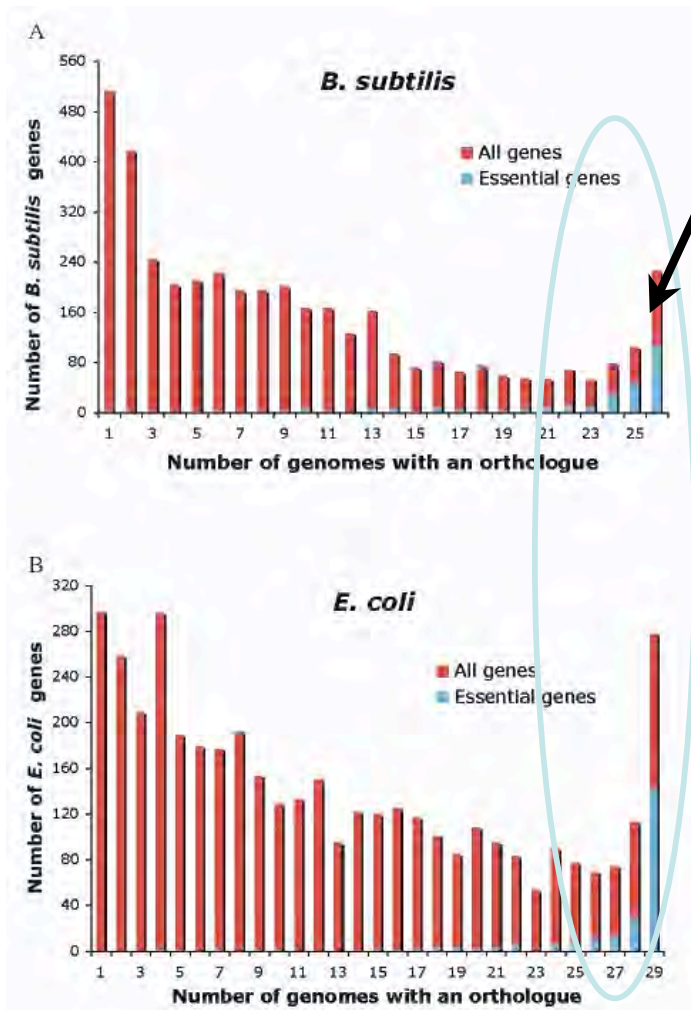 A
B. subtilis
All genes
Essential genes
Number of B. subtilis genes
560
480
400
320
240
160
80
0
1 3 5 7 9 11 13 15 17 19 21 23 25
Number of genomes with an orthologue
B
E. coli
All genes
Essential genes
Number of E. coli genes
320
280
240
200
160
120
80
40
0
1 3 5 7 9 11 13 15 17 19 21 23 25 27 29
Number of genomes with an orthologue